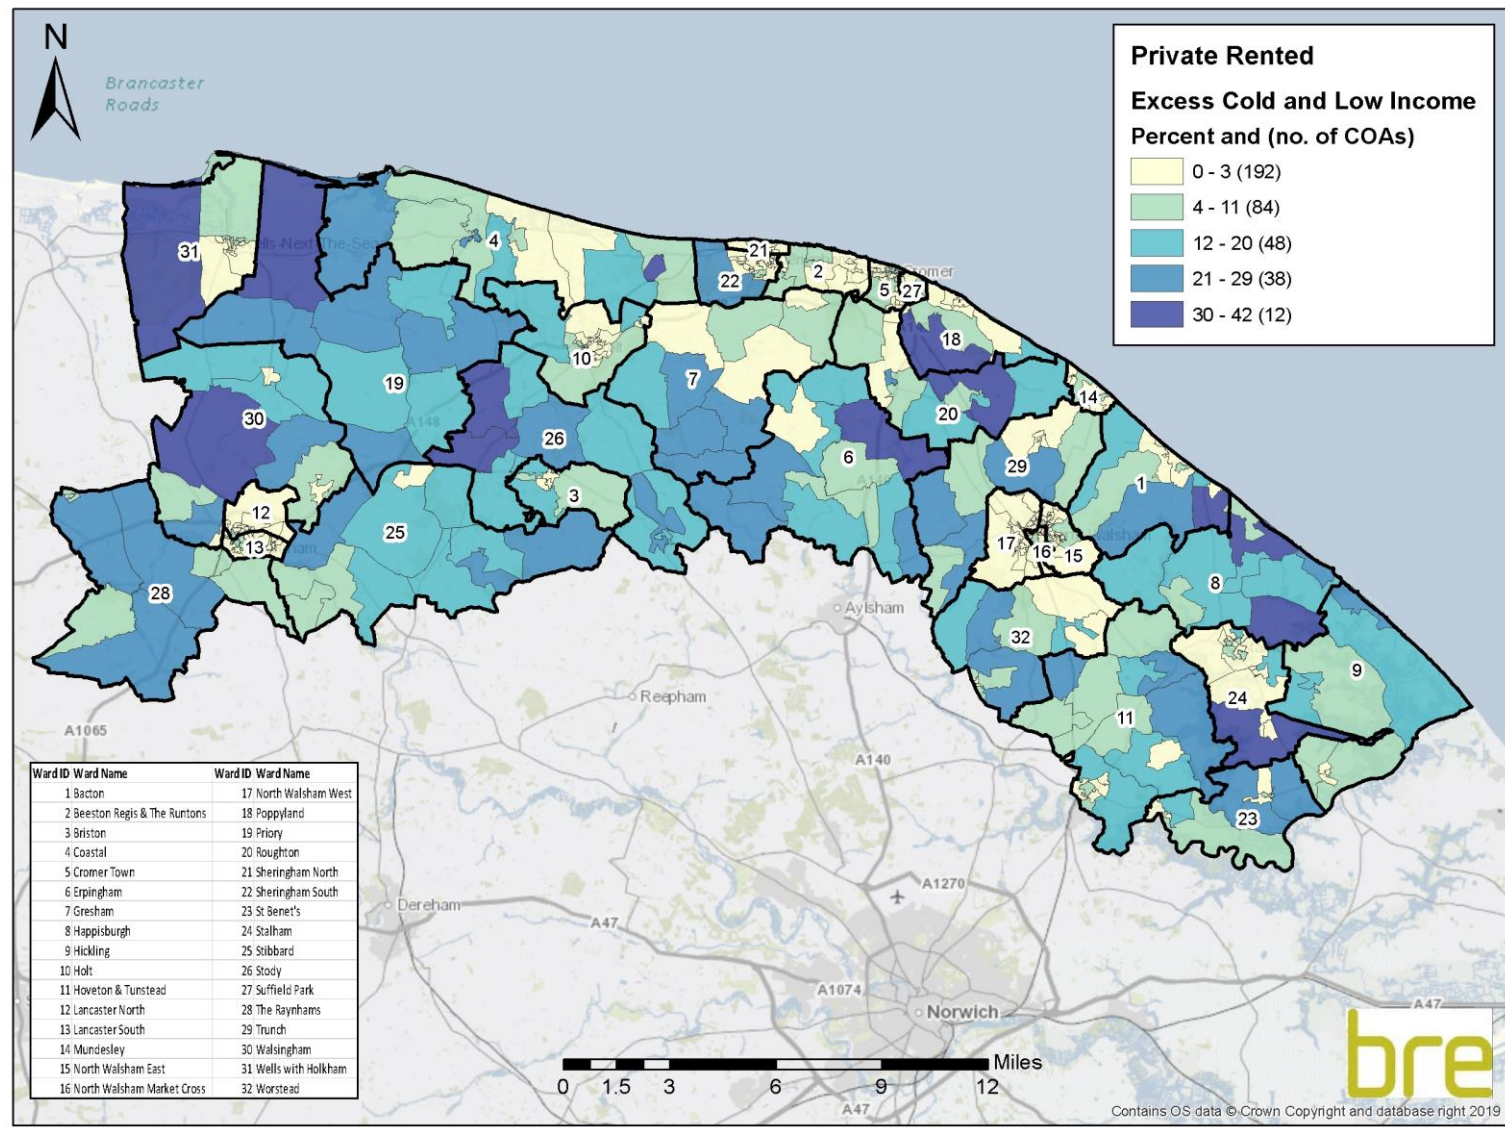 N
Brancaster
Roads
Private Rented
Excess Cold and Low Income
Percent and (no. of COAs)
0 - 3 (192)
4 - 11 (84)
12 - 20 (48)
21 - 29 (38)
30 - 42 (12)
31
4
21
22
2
5
27
Cromer
18
10
19
7
30
A148
26
20
14
6
29
1
3
12
13
25
17
16
15
28
8
Aylsham
32
9
Reepham
24
11
A1065
A140
23
Ward ID Ward Name Ward ID Ward Name
1 Bacton 17 North Walsham West
2 Beeston Regis & The Runtons 18 Poppyland
3 Briston 19 Priory
4 Coastal 20 Roughton
5 Cromer Town 21 Sheringham North
6 Erpingham 22 Sheringham South
7 Gresham 23 St Benet's
8 Happisburgh 24 Stalham
9 Hickling 25 Stibbard
10 Holt 26 Stody
11 Hoveton & Tunstead 27 Suffield Park
12 Lancaster North 28 The Raynhams
13 Lancaster South 29 Trunch
14 Mundesley 30 Walsingham
15 North Walsham East 31 Wells with Holkham
16 North Walsham Market Cross 32 Worstead
A1270
Dereham
A47
A1074
Norwich
A47
bre
Miles
0 1.5 3 6 9 12
A47
Contains OS data © Crown Copyright and database right 2019